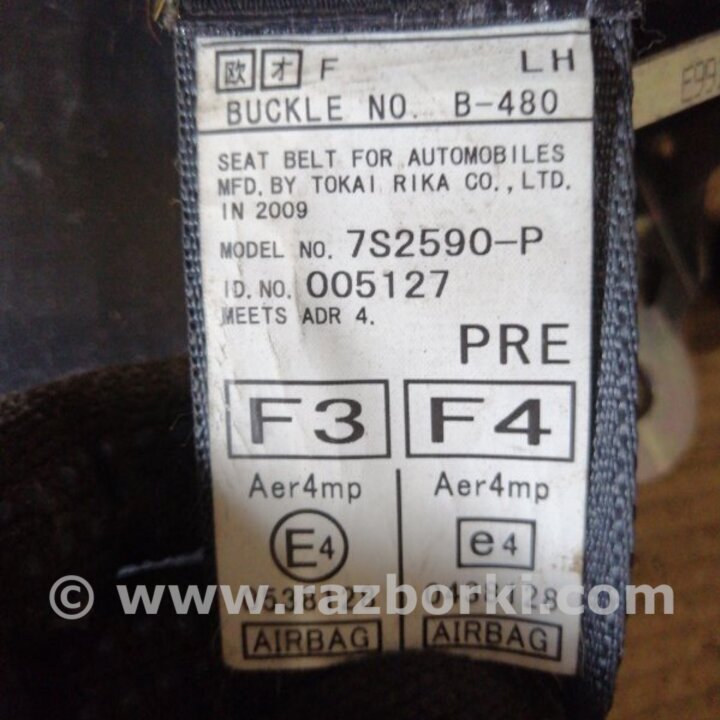 欧 オ F LH
BUCKLE NO. B-480
SEAT BELT FOR AUTOMOBILES
MFD. BY TOKAI RIKA CO., LTD.
IN 2009
MODEL NO. 7S2590-P
ID. NO. 005127
MEETS ADR 4.
PRE
F3 F4
Aer4mp Aer4mp
E4 e4
AIRBAG AIRBAG
© www.razborki.com